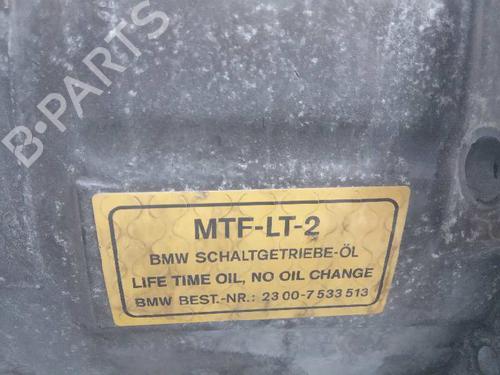 B-PARTS
MTF-LT-2
BMW SCHALTGETRIEBE-ÖL
LIFE TIME OIL, NO OIL CHANGE
BMW BEST.-NR.: 23 00-7 533 513